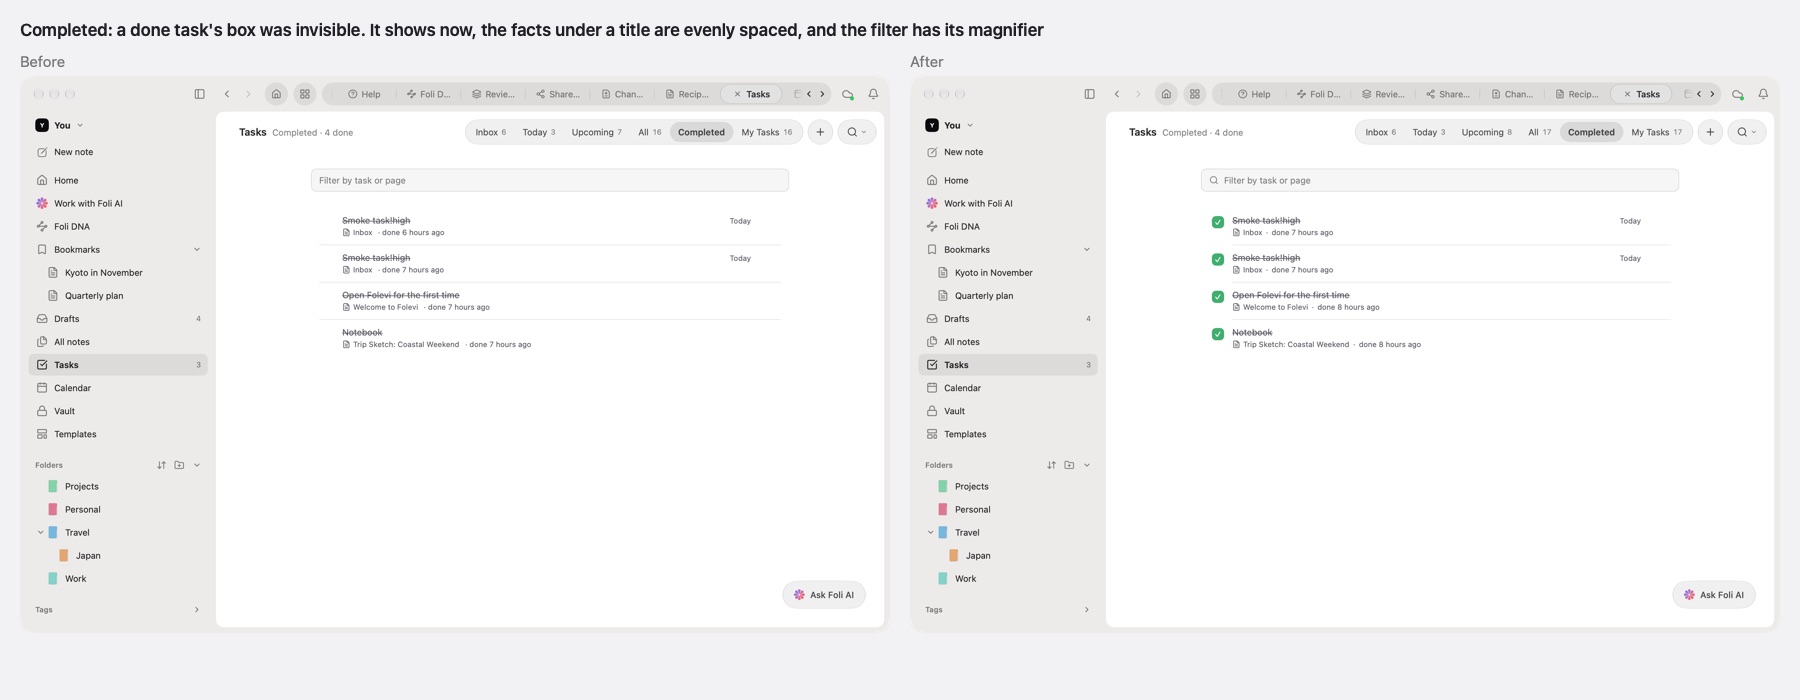 Completed: a done task's box was invisible. It shows now, the facts under a title are evenly spaced, and the filter has its magnifier
Before
Help
Foli D...
Revie...
Share...
Chan...
Recip...
Tasks
Y You
New note
Home
Work with Foli AI
Foli DNA
Bookmarks
Kyoto in November
Quarterly plan
Drafts 4
All notes
Tasks 3
Calendar
Vault
Templates
Folders
Projects
Personal
Travel
Japan
Work
Tags
Tasks Completed · 4 done
Inbox 6 Today 3 Upcoming 7 All 16 Completed My Tasks 16
Filter by task or page
Smoke task!high Today
Inbox · done 6 hours ago
Smoke task!high Today
Inbox · done 7 hours ago
Open Folevi for the first time
Welcome to Folevi · done 7 hours ago
Notebook
Trip Sketch: Coastal Weekend · done 7 hours ago
Ask Foli AI
After
Help
Foli D...
Revie...
Share...
Chan...
Recip...
Tasks
Y You
New note
Home
Work with Foli AI
Foli DNA
Bookmarks
Kyoto in November
Quarterly plan
Drafts 4
All notes
Tasks 3
Calendar
Vault
Templates
Folders
Projects
Personal
Travel
Japan
Work
Tags
Tasks Completed · 4 done
Inbox 6 Today 3 Upcoming 8 All 17 Completed My Tasks 17
Filter by task or page
Smoke task!high Today
Inbox · done 7 hours ago
Smoke task!high Today
Inbox · done 7 hours ago
Open Folevi for the first time
Welcome to Folevi · done 8 hours ago
Notebook
Trip Sketch: Coastal Weekend · done 8 hours ago
Ask Foli AI